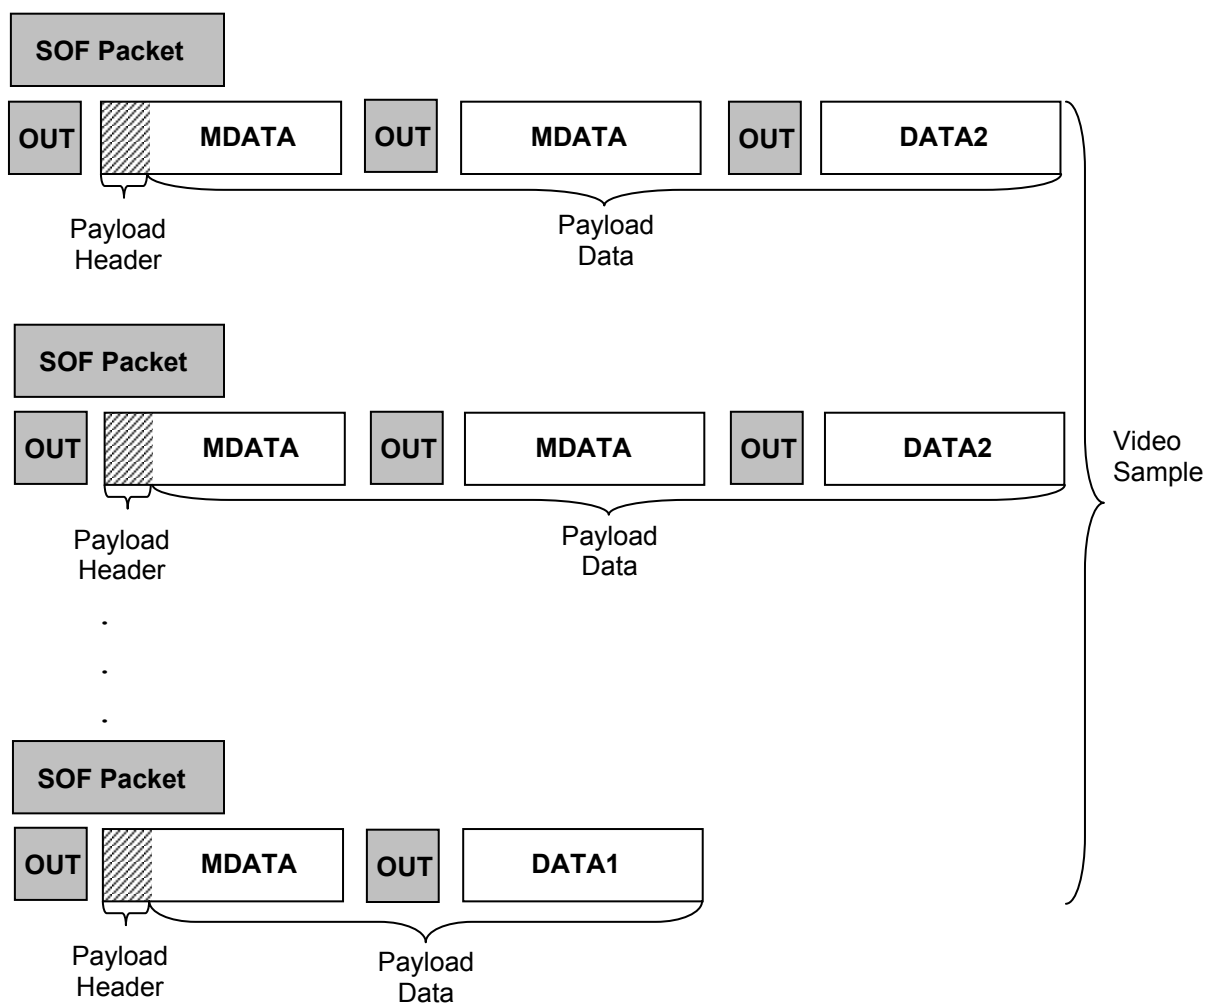 SOF Packet
OUT MDATA OUT MDATA OUT DATA2
Payload
Header
Payload
Data
SOF Packet
OUT MDATA OUT MDATA OUT DATA2
Video
Sample
Payload
Header
Payload
Data
.
.
.
SOF Packet
OUT MDATA OUT DATA1
Payload
Header
Payload
Data